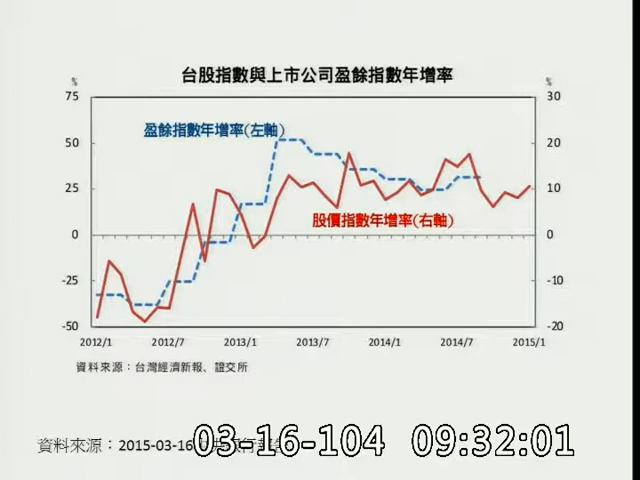 台股指數與上市公司盈餘指數年增率
% %
75 30
盈餘指數年增率(左軸)
50 20
25 10
股價指數年增率(右軸)
0 0
-25 -10
-50 -20
2012/1 2012/7 2013/1 2013/7 2014/1 2014/7 2015/1
資料來源：台灣經濟新報、證交所
資料來源：2015-03-16
03-16-104 09:32:01